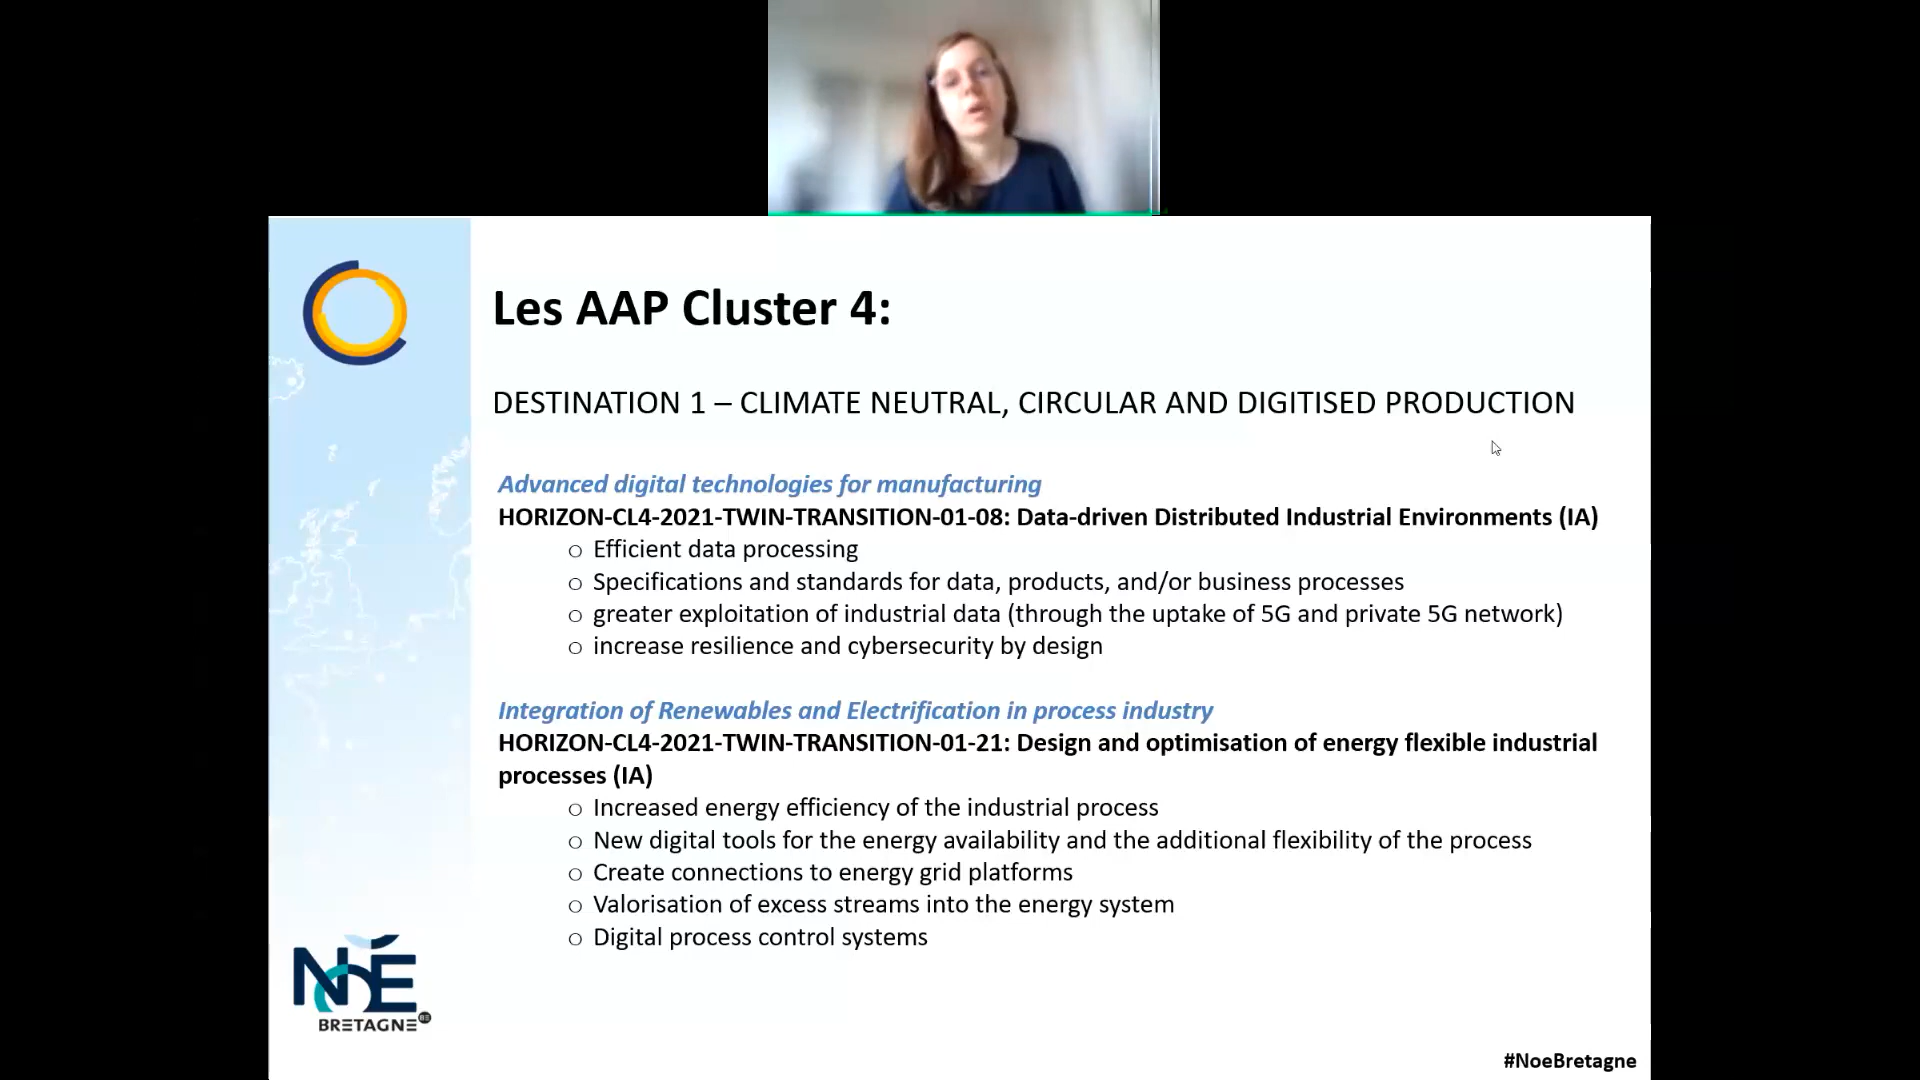 Les AAP Cluster 4:
DESTINATION 1 – CLIMATE NEUTRAL, CIRCULAR AND DIGITISED PRODUCTION
Advanced digital technologies for manufacturing
HORIZON-CL4-2021-TWIN-TRANSITION-01-08: Data-driven Distributed Industrial Environments (IA)
○ Efficient data processing
○ Specifications and standards for data, products, and/or business processes
○ greater exploitation of industrial data (through the uptake of 5G and private 5G network)
○ increase resilience and cybersecurity by design
Integration of Renewables and Electrification in process industry
HORIZON-CL4-2021-TWIN-TRANSITION-01-21: Design and optimisation of energy flexible industrial
processes (IA)
○ Increased energy efficiency of the industrial process
○ New digital tools for the energy availability and the additional flexibility of the process
○ Create connections to energy grid platforms
○ Valorisation of excess streams into the energy system
○ Digital process control systems
NOÉ
BRETAGNE
#NoeBretagne